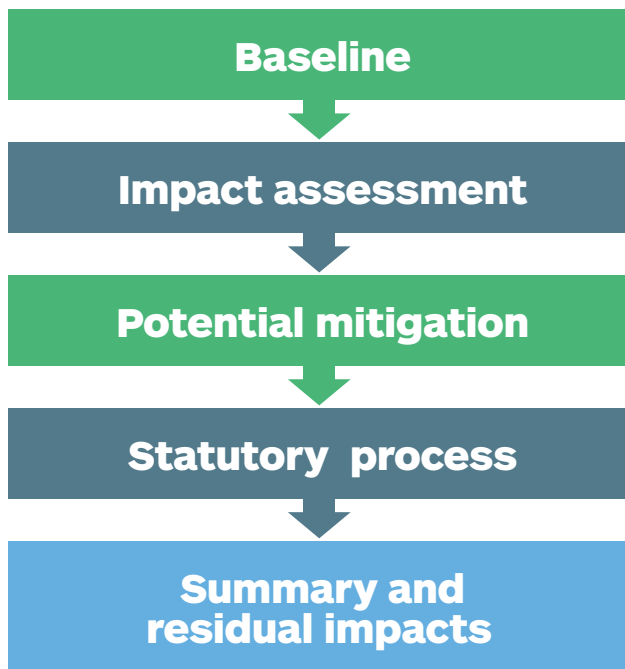 Baseline
Impact assessment
Potential mitigation
Statutory process
Summary and
residual impacts